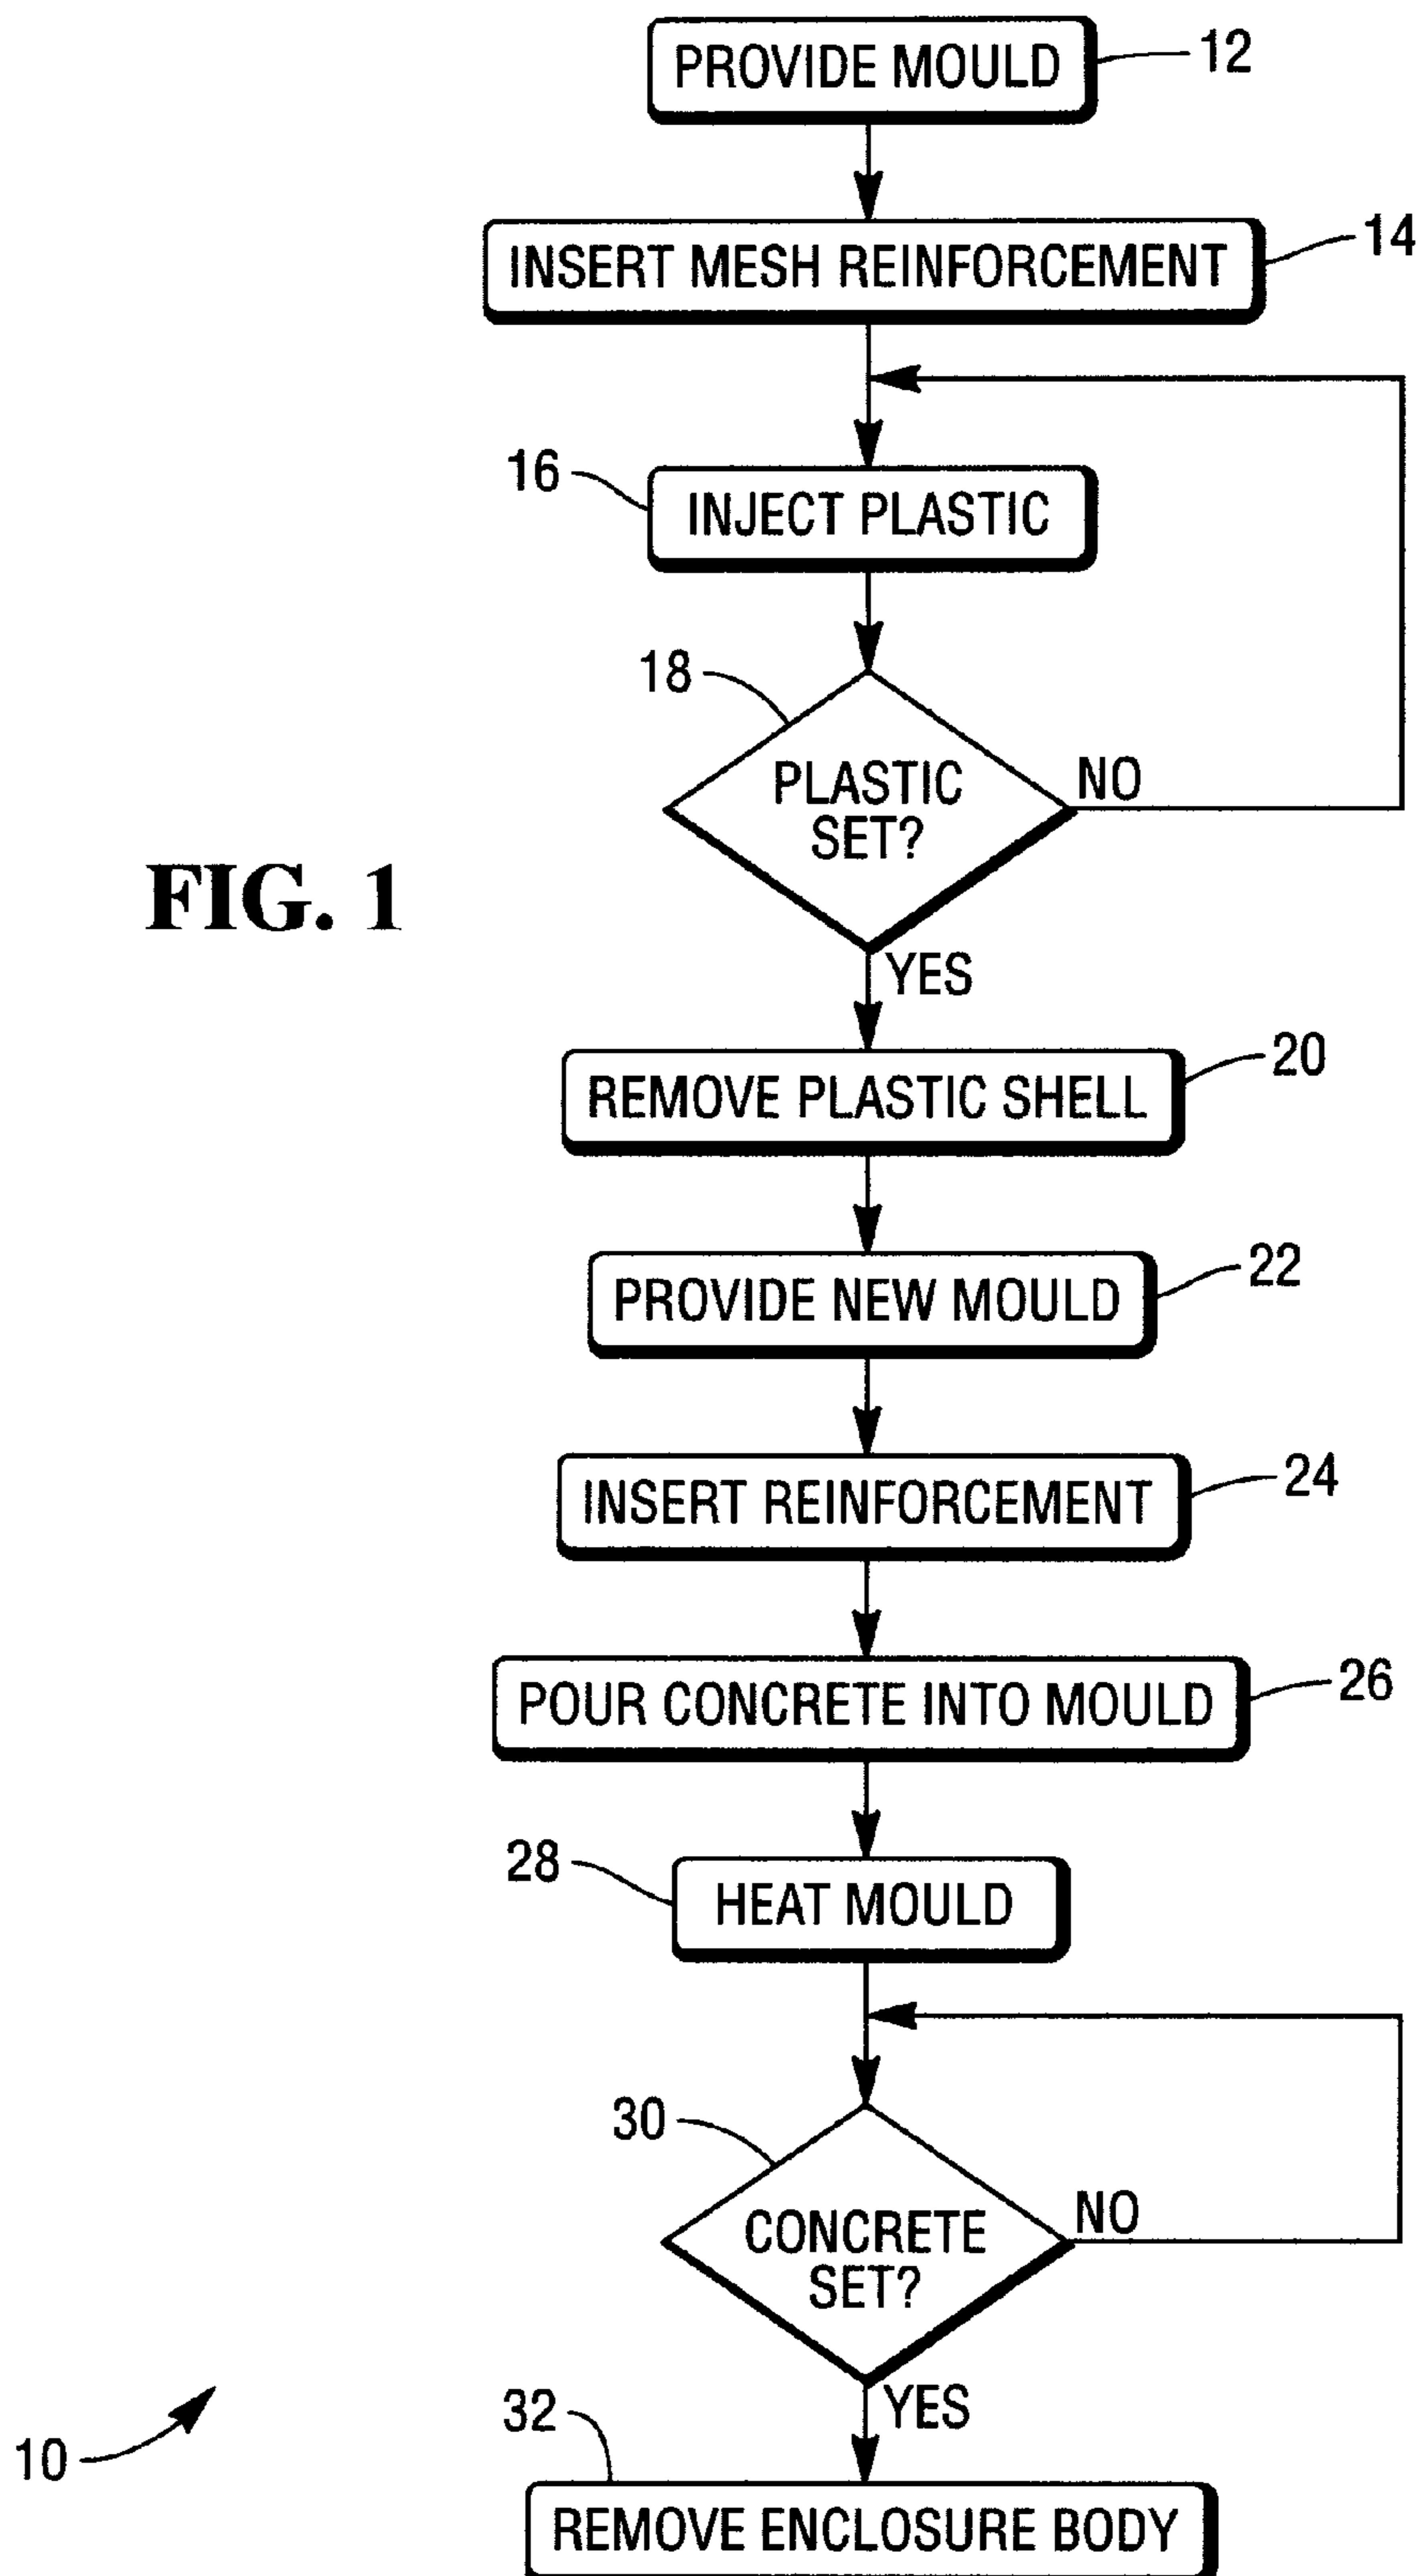 PROVIDE MOULD
12
INSERT MESH REINFORCEMENT
14
16
INJECT PLASTIC
18
PLASTIC
SET?
NO
FIG. 1
YES
REMOVE PLASTIC SHELL
20
PROVIDE NEW MOULD
22
INSERT REINFORCEMENT
24
POUR CONCRETE INTO MOULD
26
28
HEAT MOULD
30
CONCRETE
SET?
NO
YES
32
10
REMOVE ENCLOSURE BODY